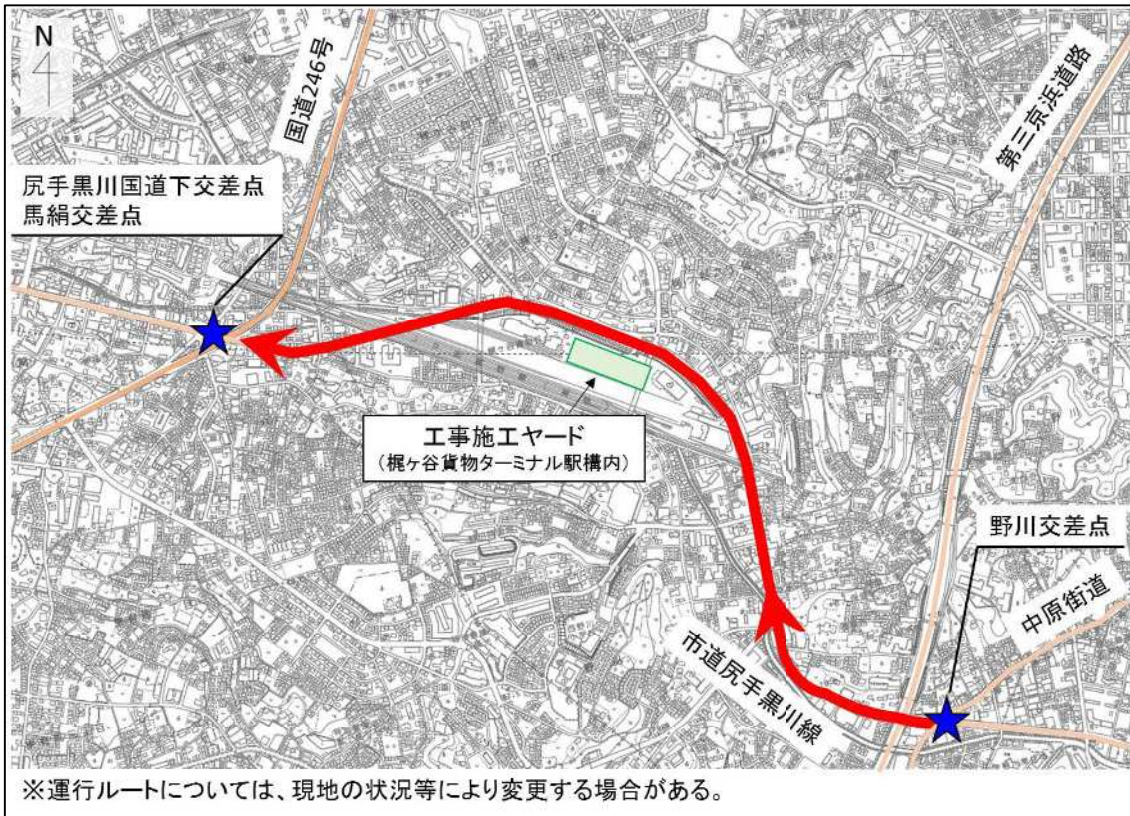 N
国道246号
第三京浜道路
尻手黒川国道下交差点
馬絹交差点
工事施工ヤード
(梶ヶ谷貨物ターミナル駅構内)
野川交差点
中原街道
市道尻手黒川線
※運行ルートについては、現地の状況等により変更する場合がある。